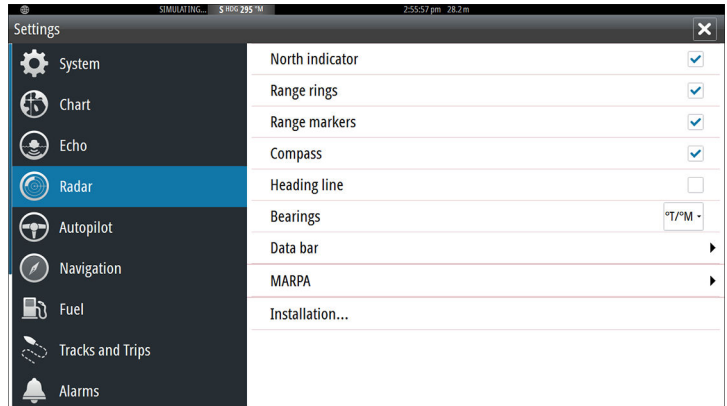 SIMULATING... S HDG 295 °M 2:55:57 pm 28.2 m
Settings
System
Chart
Echo
Radar
Autopilot
Navigation
Fuel
Tracks and Trips
Alarms
North indicator
Range rings
Range markers
Compass
Heading line
Bearings °T/°M
Data bar
MARPA
Installation...